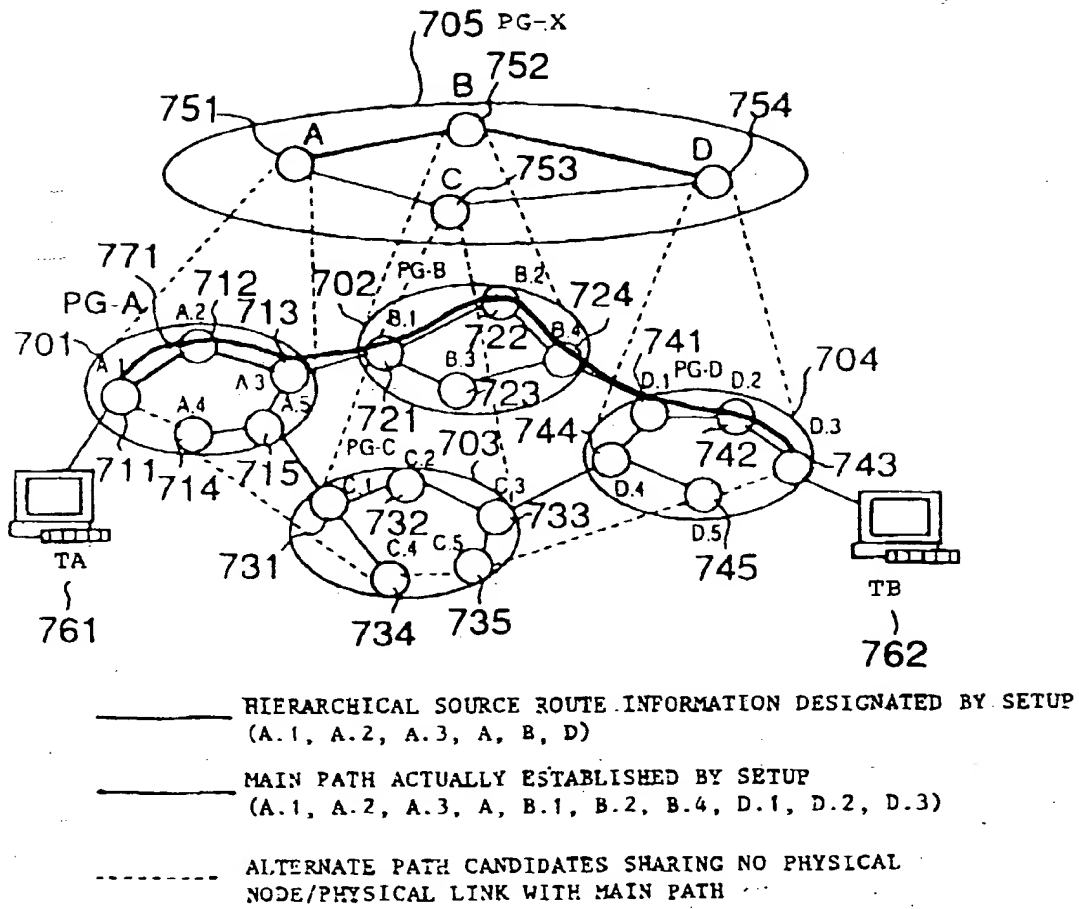 705 PG-X
752
751
B
754
A
D
C
753
771
712
702
PG-B
B.2
724
PG-A
A.2
713
B.1
722
B.4
741
701
A.1
A.3
B.3
D.1
PG-D
D.2
704
A.4
A.5
721
723
744
D.3
711
714
715
PG-C
703
742
743
C.2
C.1
C.3
D.4
732
733
731
C.4
C.5
D.5
745
TA
734
735
TB
761
762
HIERARCHICAL SOURCE ROUTE INFORMATION DESIGNATED BY SETUP
(A.1, A.2, A.3, A, B, D)
MAIN PATH ACTUALLY ESTABLISHED BY SETUP
(A.1, A.2, A.3, A, B.1, B.2, B.4, D.1, D.2, D.3)
ALTERNATE PATH CANDIDATES SHARING NO PHYSICAL
NODE/PHYSICAL LINK WITH MAIN PATH